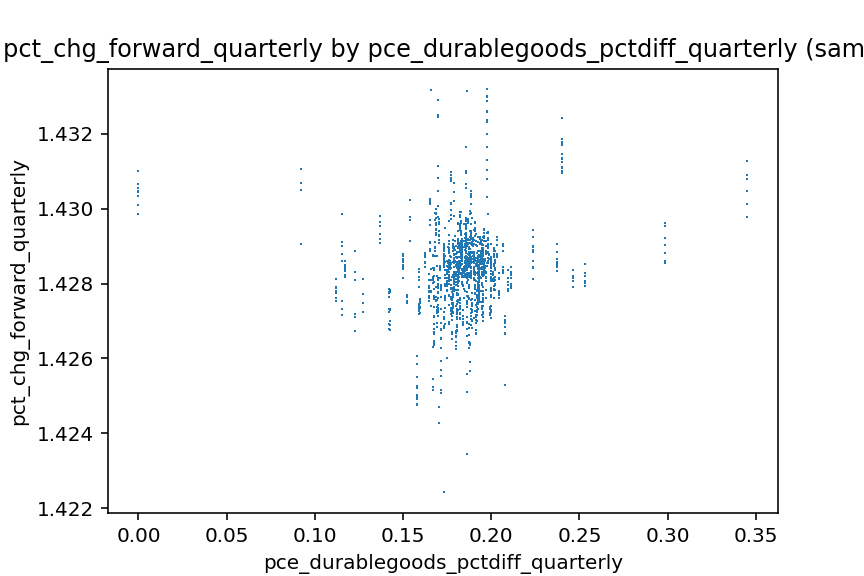 pct_chg_forward_quarterly by pce_durablegoods_pctdiff_quarterly (sam
1.432
1.430
1.428
1.426
1.424
1.422
pct_chg_forward_quarterly
0.00 0.05 0.10 0.15 0.20 0.25 0.30 0.35
pce_durablegoods_pctdiff_quarterly